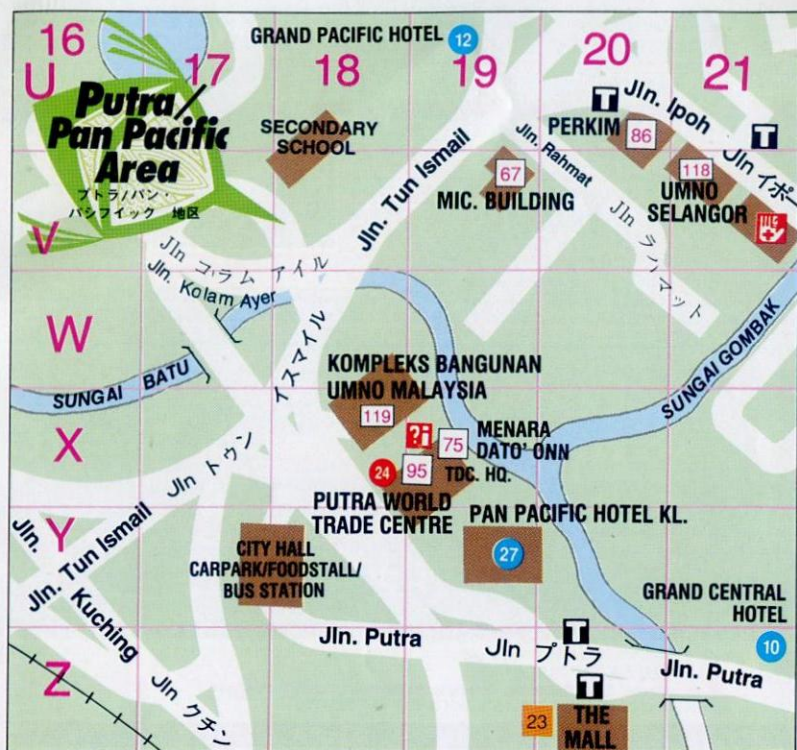 16
17
18
19
20
21
U
V
W
X
Y
Z
GRAND PACIFIC HOTEL
12
Putra/
Pan Pacific
Area
プトラ/パン・
パシフイック 地区
SECONDARY
SCHOOL
Jln. Tun Ismail
T
Jln. Ipoh
T
PERKIM
86
Jln. Rahmat
118
Jln イポー
67
MIC. BUILDING
UMNO
SELANGOR
Jln ラハマット
Jln コラム アイル
Jln. Kolam Ayer
イスマイル
SUNGAI BATU
SUNGAI GOMBAK
KOMPLEKS BANGUNAN
UMNO MALAYSIA
119
?i
75
MENARA
DATO' ONN
24
95
TDC. HQ.
Jln トゥン
PUTRA WORLD
TRADE CENTRE
PAN PACIFIC HOTEL KL.
27
Jln. Tun Ismail
CITY HALL
CARPARK/FOODSTALL/
BUS STATION
Jln. Kuching
GRAND CENTRAL
HOTEL
10
Jln. Putra
Jln プトラ
T
Jln. Putra
Jln クチン
T
23
THE
MALL